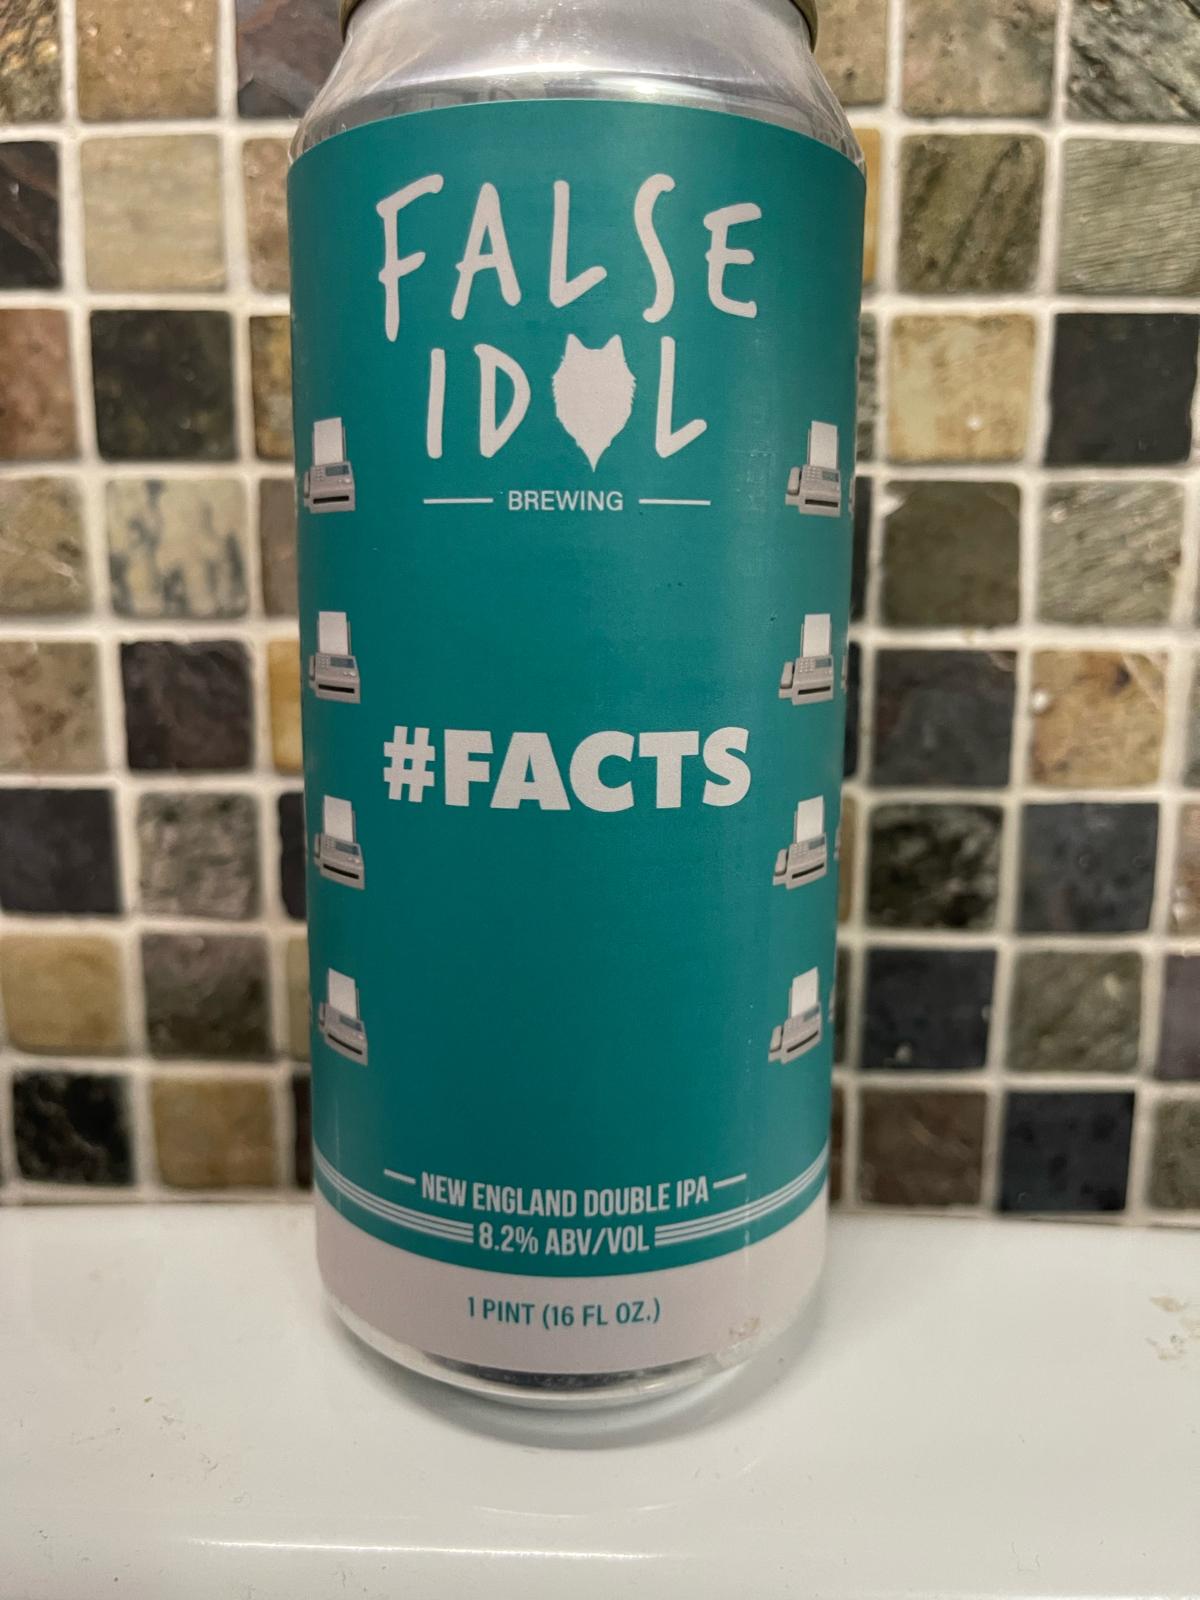 FALSE
IDOL
BREWING
#FACTS
NEW ENGLAND DOUBLE IPA
8.2% ABV/VOL
1 PINT (16 FL OZ.)